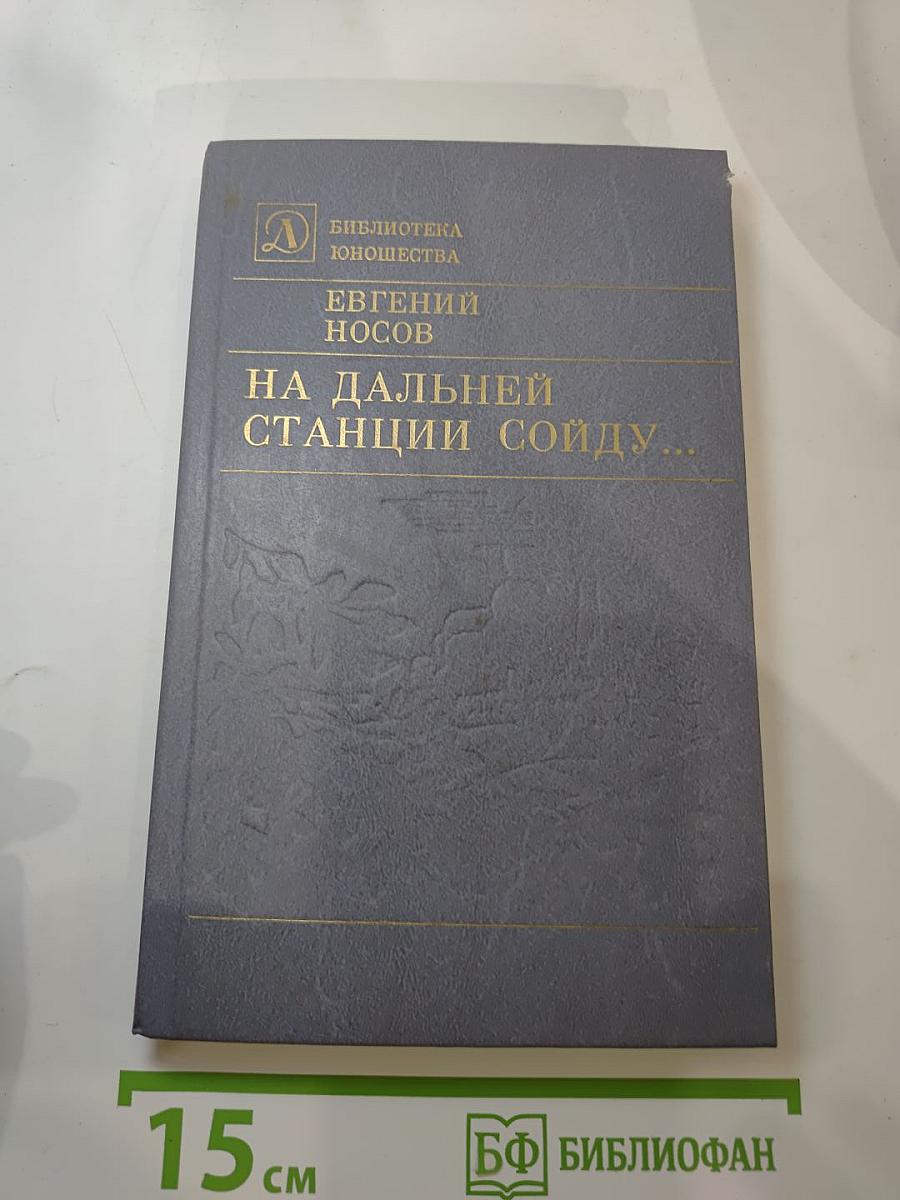 Д
БИБЛИОТЕКА
ЮНОШЕСТВА
ЕВГЕНИЙ
НОСОВ
НА ДАЛЬНЕЙ
СТАНЦИИ СОЙДУ...
15 см
БФ БИБЛИОФАН